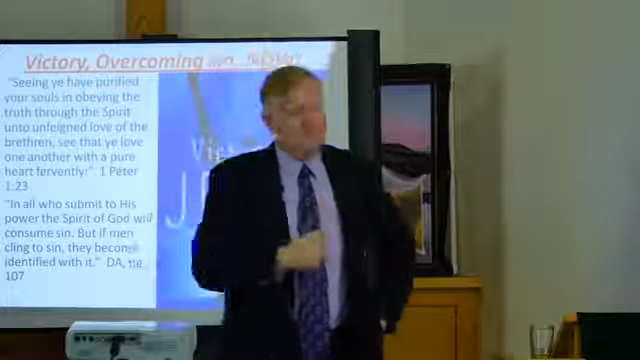 Victory, Overcoming
"Seeing ye have purified
your souls in obeying the
truth through the Spirit
unto unfeigned love of the
brethren, see that ye love
one another with a pure
heart fervently:". 1 Peter
1:23
"In all who submit to His
power the Spirit of God will
consume sin. But if men
cling to sin, they become
identified with it." DA,
107